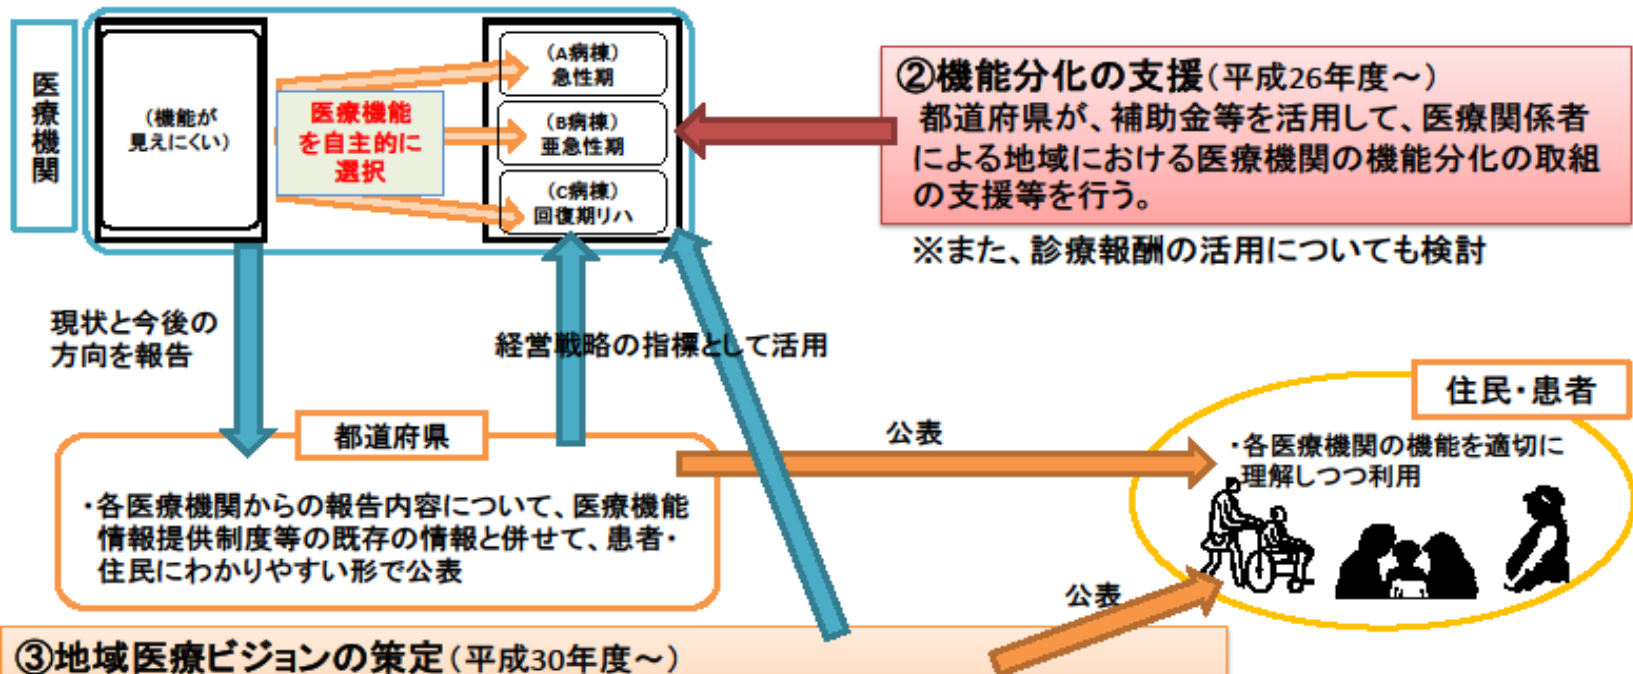 医療機関
(機能が
見えにくい)
医療機能
を自主的に
選択
(A病棟)
急性期
(B病棟)
亜急性期
(C病棟)
回復期リハ
②機能分化の支援(平成26年度~)
都道府県が、補助金等を活用して、医療関係者
による地域における医療機関の機能分化の取組
の支援等を行う。
※また、診療報酬の活用についても検討
現状と今後の
方向を報告
経営戦略の指標として活用
都道府県
・各医療機関からの報告内容について、医療機能
情報提供制度等の既存の情報と併せて、患者・
住民にわかりやすい形で公表
公表
住民・患者
・各医療機関の機能を適切に
理解しつつ利用
公表
③地域医療ビジョンの策定(平成30年度~)